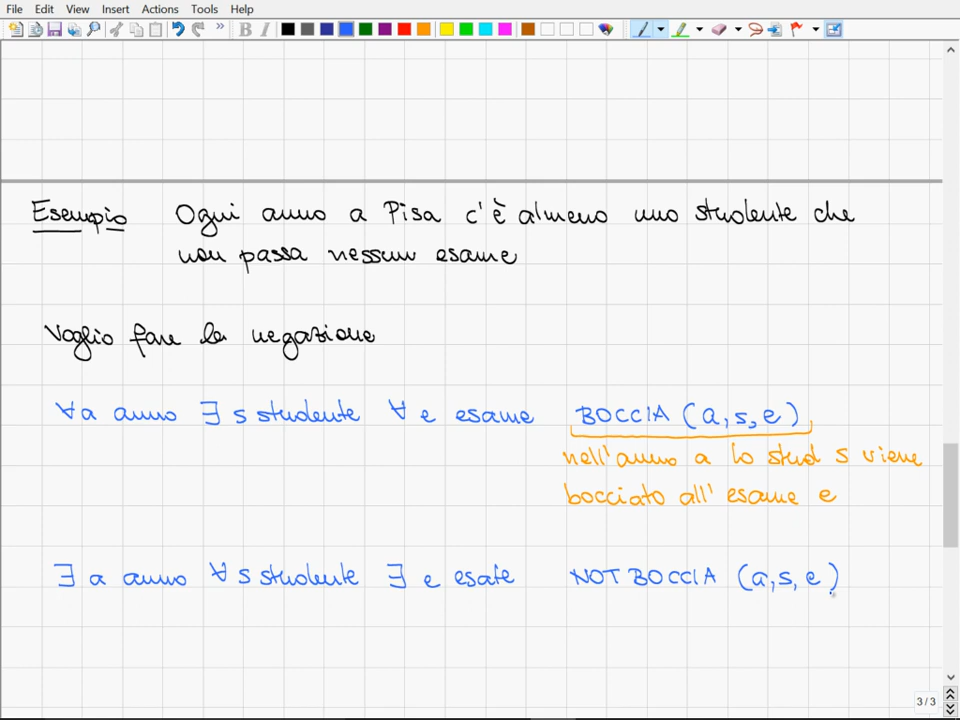 File Edit View Insert Actions Tools Help
Esempio Ogni anno a Pisa c'è almeno uno studente che
non passa nessun esame
Voglio fare la negazione
∀a anno ∃ s studente ∀ e esame BOCCIA (a,s,e)
nell'anno a lo stud s viene
bocciato all'esame e
∃ a anno ∀ s studente ∃ e esate NOT BOCCIA (a,s,e)
3 / 3